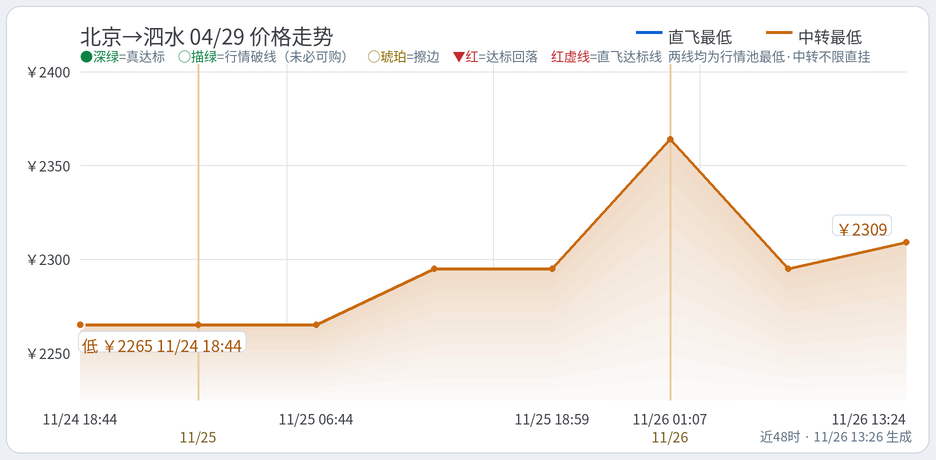 北京→泗水 04/29 价格走势
直飞最低 中转最低
●深绿=真达标 ○描绿=行情破线（未必可购） ○琥珀=擦边 ▼红=达标回落 红虚线=直飞达标线 两线均为行情池最低·中转不限直挂
￥2400
￥2350
￥2300
￥2250
￥2309
低 ￥2265 11/24 18:44
11/24 18:44 11/25 06:44 11/25 18:59 11/26 01:07 11/26 13:24
11/25 11/26
近48时 · 11/26 13:26 生成